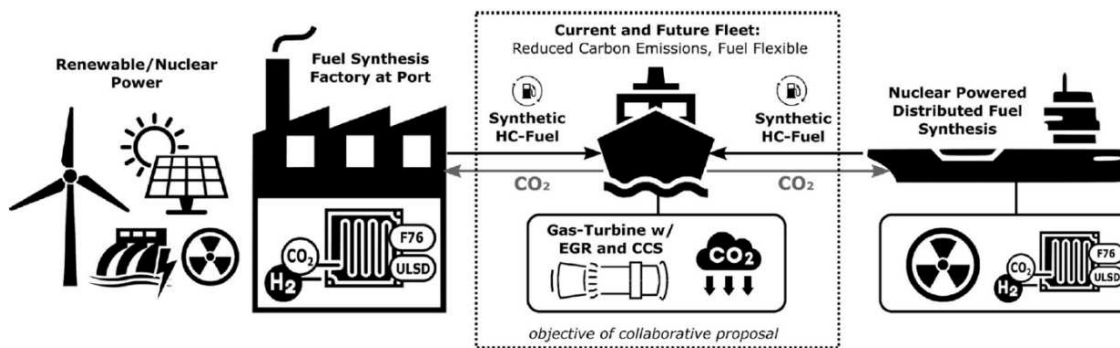 Renewable/Nuclear
Power
Fuel Synthesis
Factory at Port
CO₂
H₂
F76
ULSD
Current and Future Fleet:
Reduced Carbon Emissions, Fuel Flexible
Synthetic
HC-Fuel
CO₂
Synthetic
HC-Fuel
CO₂
Gas-Turbine w/
EGR and CCS
CO₂
objective of collaborative proposal
Nuclear Powered
Distributed Fuel
Synthesis
CO₂
H₂
F76
ULSD